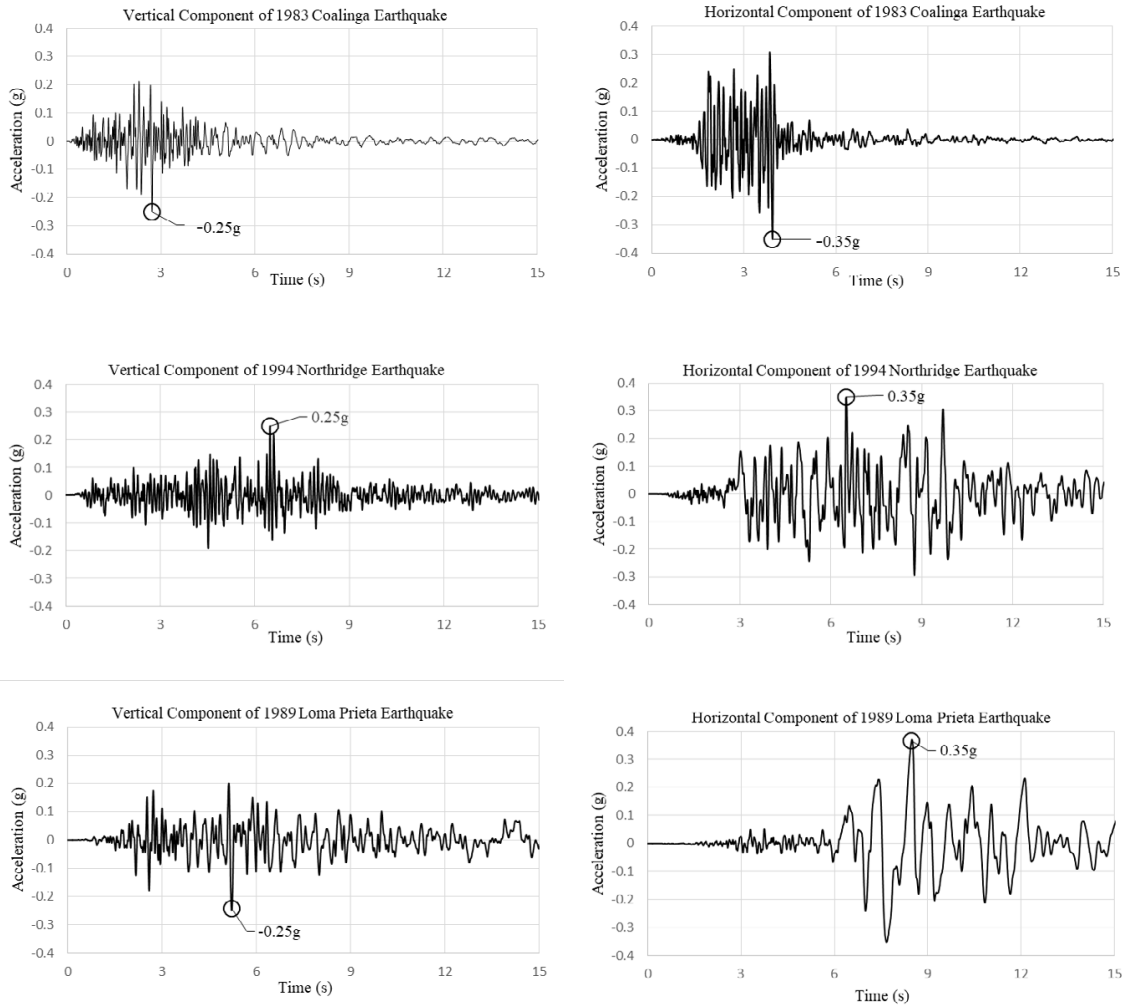 Vertical Component of 1983 Coalinga Earthquake
0.4
0.3
0.2
0.1
0
-0.1
-0.2
-0.3
-0.4
Acceleration (g)
-0.25g
0 3 6 9 12 15
Time (s)
Horizontal Component of 1983 Coalinga Earthquake
0.4
0.3
0.2
0.1
0
-0.1
-0.2
-0.3
-0.4
Acceleration (g)
-0.35g
0 3 6 9 12 15
Time (s)
Vertical Component of 1994 Northridge Earthquake
0.4
0.3
0.2
0.1
0
-0.1
-0.2
-0.3
-0.4
Acceleration (g)
0.25g
0 3 6 9 12 15
Time (s)
Horizontal Component of 1994 Northridge Earthquake
0.4
0.3
0.2
0.1
0
-0.1
-0.2
-0.3
-0.4
Acceleration (g)
0.35g
0 3 6 9 12 15
Time (s)
Vertical Component of 1989 Loma Prieta Earthquake
0.4
0.3
0.2
0.1
0
-0.1
-0.2
-0.3
-0.4
Acceleration (g)
-0.25g
0 3 6 9 12 15
Time (s)
Horizontal Component of 1989 Loma Prieta Earthquake
0.4
0.3
0.2
0.1
0
-0.1
-0.2
-0.3
-0.4
Acceleration (g)
0.35g
0 3 6 9 12 15
Time (s)